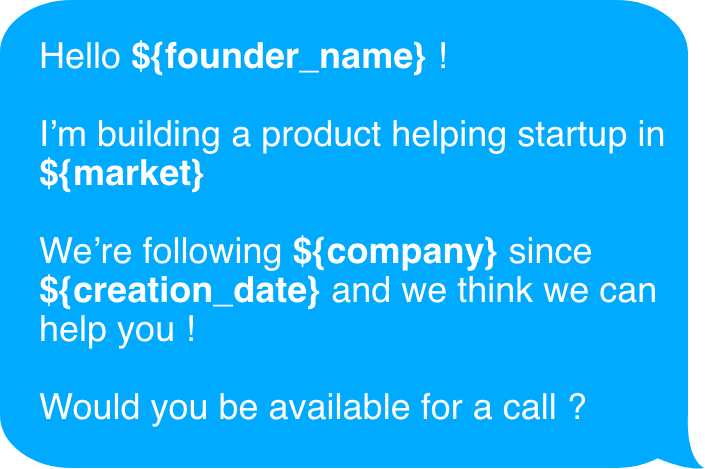 Hello ${founder_name} !
I’m building a product helping startup in
${market}
We’re following ${company} since
${creation_date} and we think we can
help you !
Would you be available for a call ?